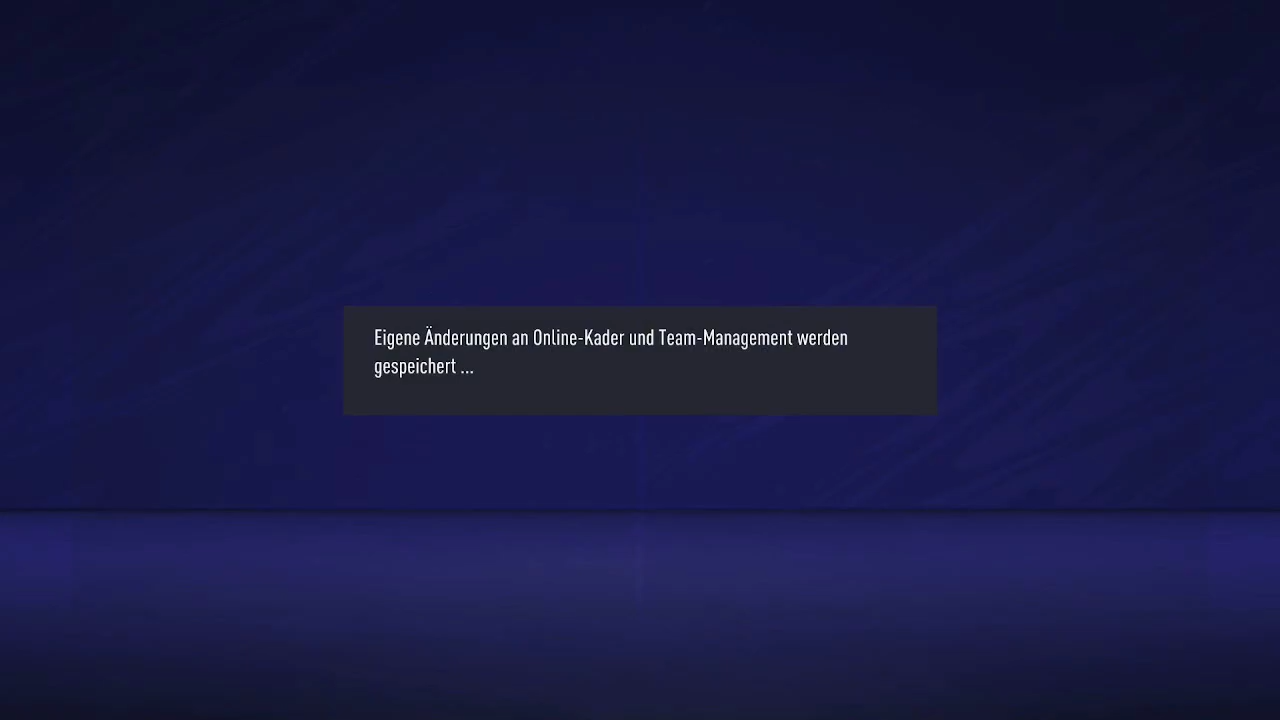 Eigene Änderungen an Online-Kader und Team-Management werden
gespeichert ...